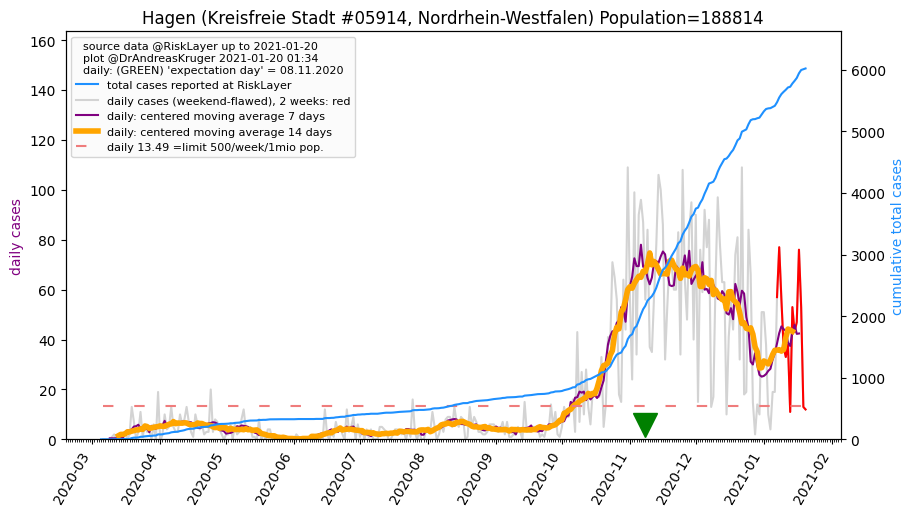 Hagen (Kreisfreie Stadt #05914, Nordrhein-Westfalen) Population=188814
source data @RiskLayer up to 2021-01-20
plot @DrAndreasKruger 2021-01-20 01:34
daily: (GREEN) 'expectation day' = 08.11.2020
total cases reported at RiskLayer
daily cases (weekend-flawed), 2 weeks: red
daily: centered moving average 7 days
daily: centered moving average 14 days
daily 13.49 =limit 500/week/1mio pop.
daily cases
160
140
120
100
80
60
40
20
0
cumulative total cases
6000
5000
4000
3000
2000
1000
0
2020-03
2020-04
2020-05
2020-06
2020-07
2020-08
2020-09
2020-10
2020-11
2020-12
2021-01
2021-02